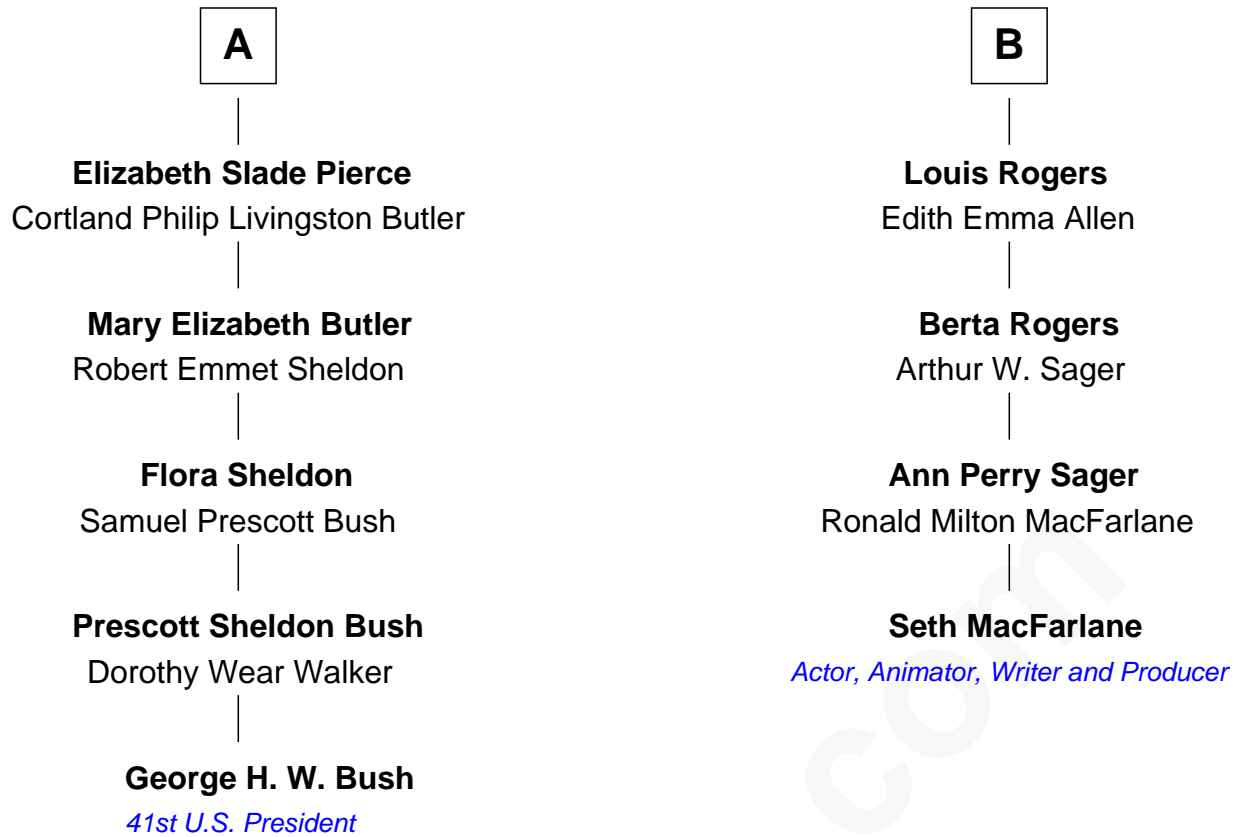 A
Elizabeth Slade Pierce
Cortland Philip Livingston Butler
Mary Elizabeth Butler
Robert Emmet Sheldon
Flora Sheldon
Samuel Prescott Bush
Prescott Sheldon Bush
Dorothy Wear Walker
George H. W. Bush
41st U.S. President
B
Louis Rogers
Edith Emma Allen
Berta Rogers
Arthur W. Sager
Ann Perry Sager
Ronald Milton MacFarlane
Seth MacFarlane
Actor, Animator, Writer and Producer
com